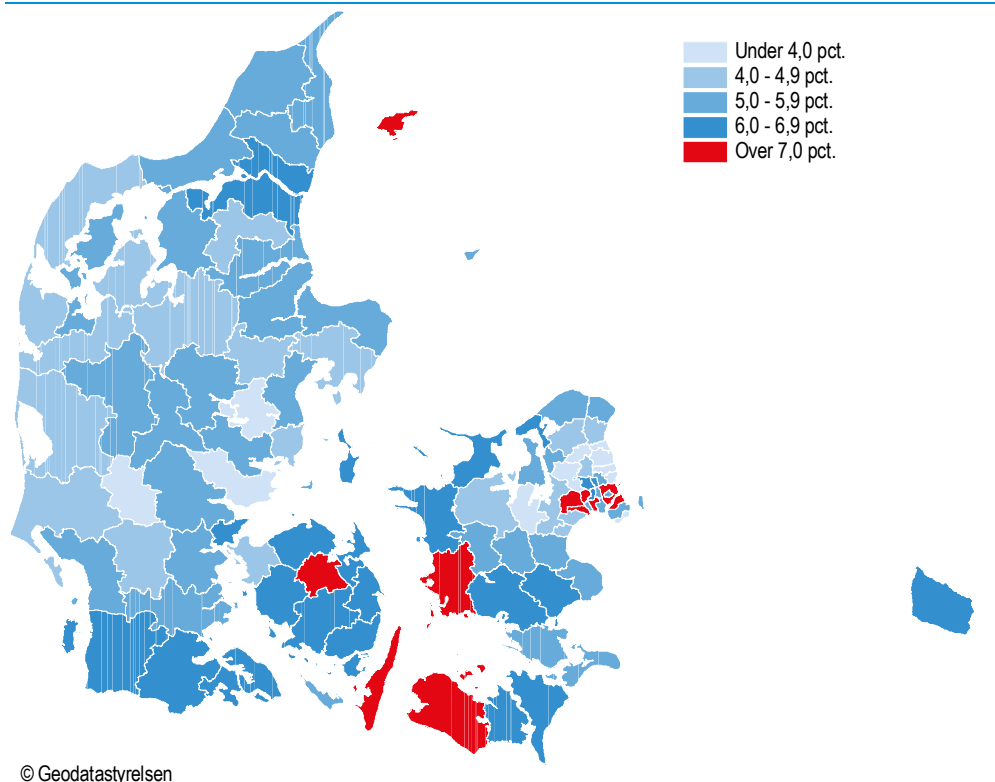 Under 4,0 pct.
4,0 - 4,9 pct.
5,0 - 5,9 pct.
6,0 - 6,9 pct.
Over 7,0 pct.
© Geodatastyrelsen